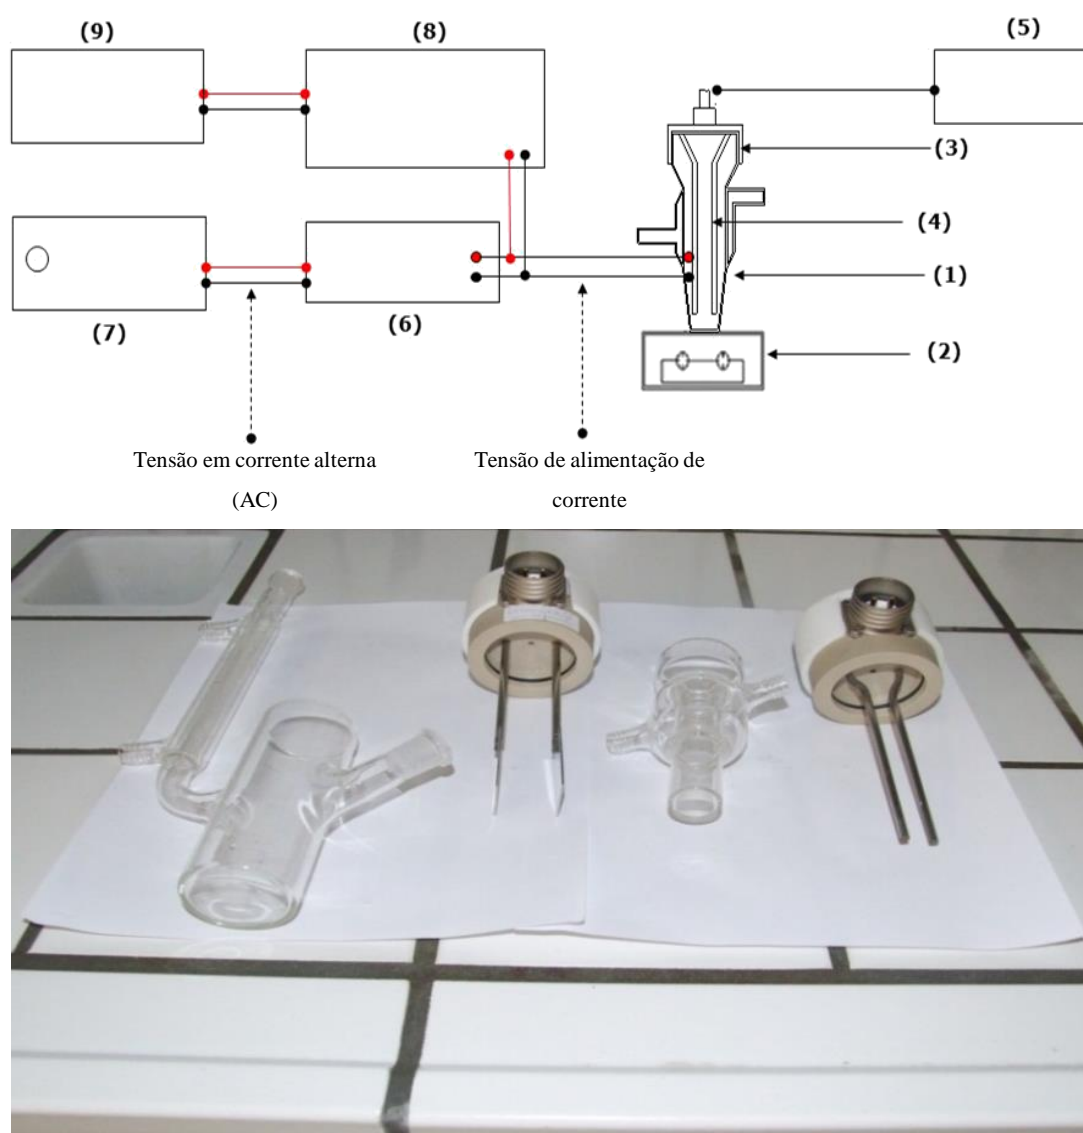 (9)
(8)
(5)
(3)
(4)
(1)
(6)
(7)
(2)
Tensão em corrente alterna
(AC)
Tensão de alimentação de
corrente